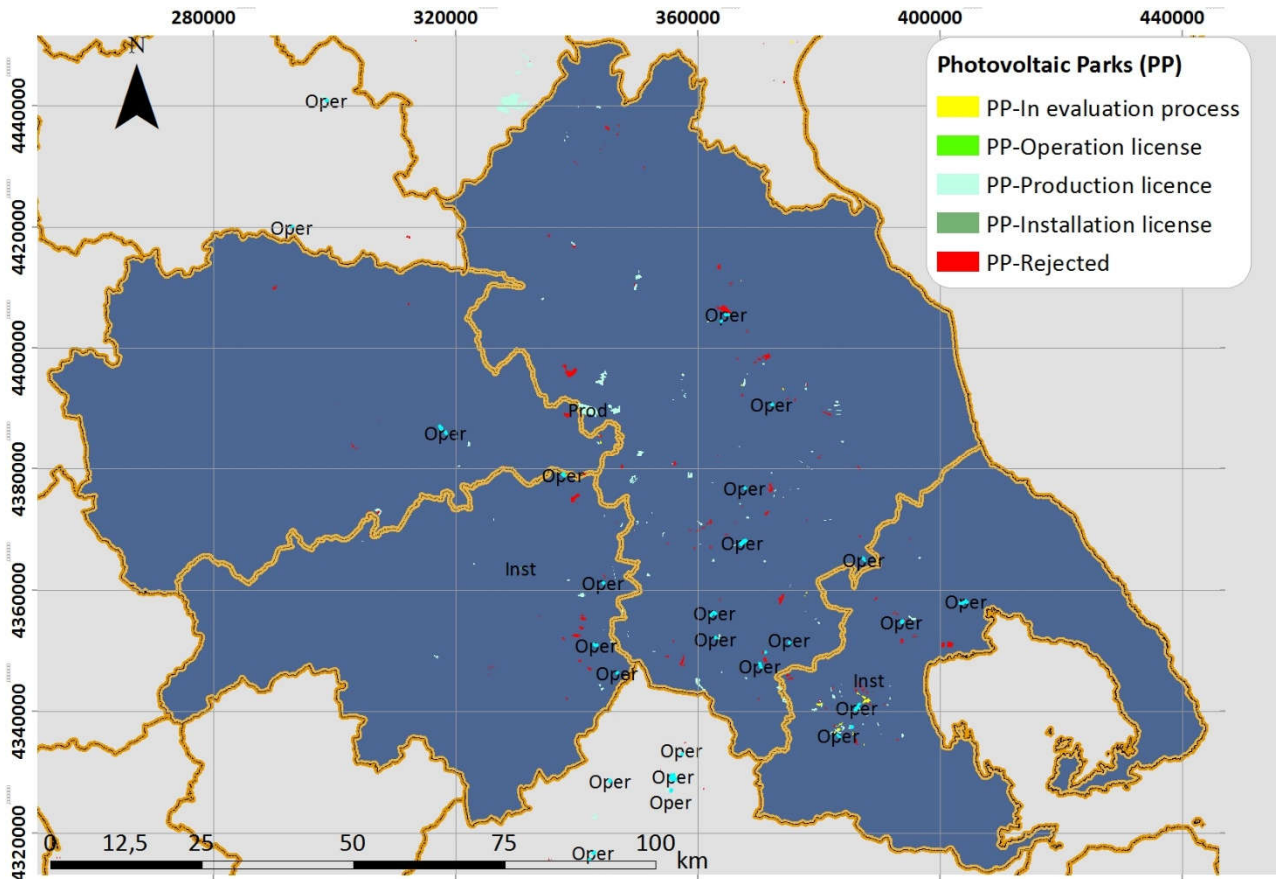 280000 320000 360000 400000 440000
N
Photovoltaic Parks (PP)
PP-In evaluation process
PP-Operation license
PP-Production licence
PP-Installation license
PP-Rejected
4440000
Oper
4420000
Oper
Oper
4400000
Prod
Oper
Oper
4380000
Oper
Oper
Oper
Oper
Inst
Oper
4360000
Oper
Oper
Oper
Oper
Oper
Oper
Oper
Oper
Inst
4340000
Oper
Oper
Oper
Oper
Oper
Oper
4320000
0 12,5 25 50 75 100
km
Oper